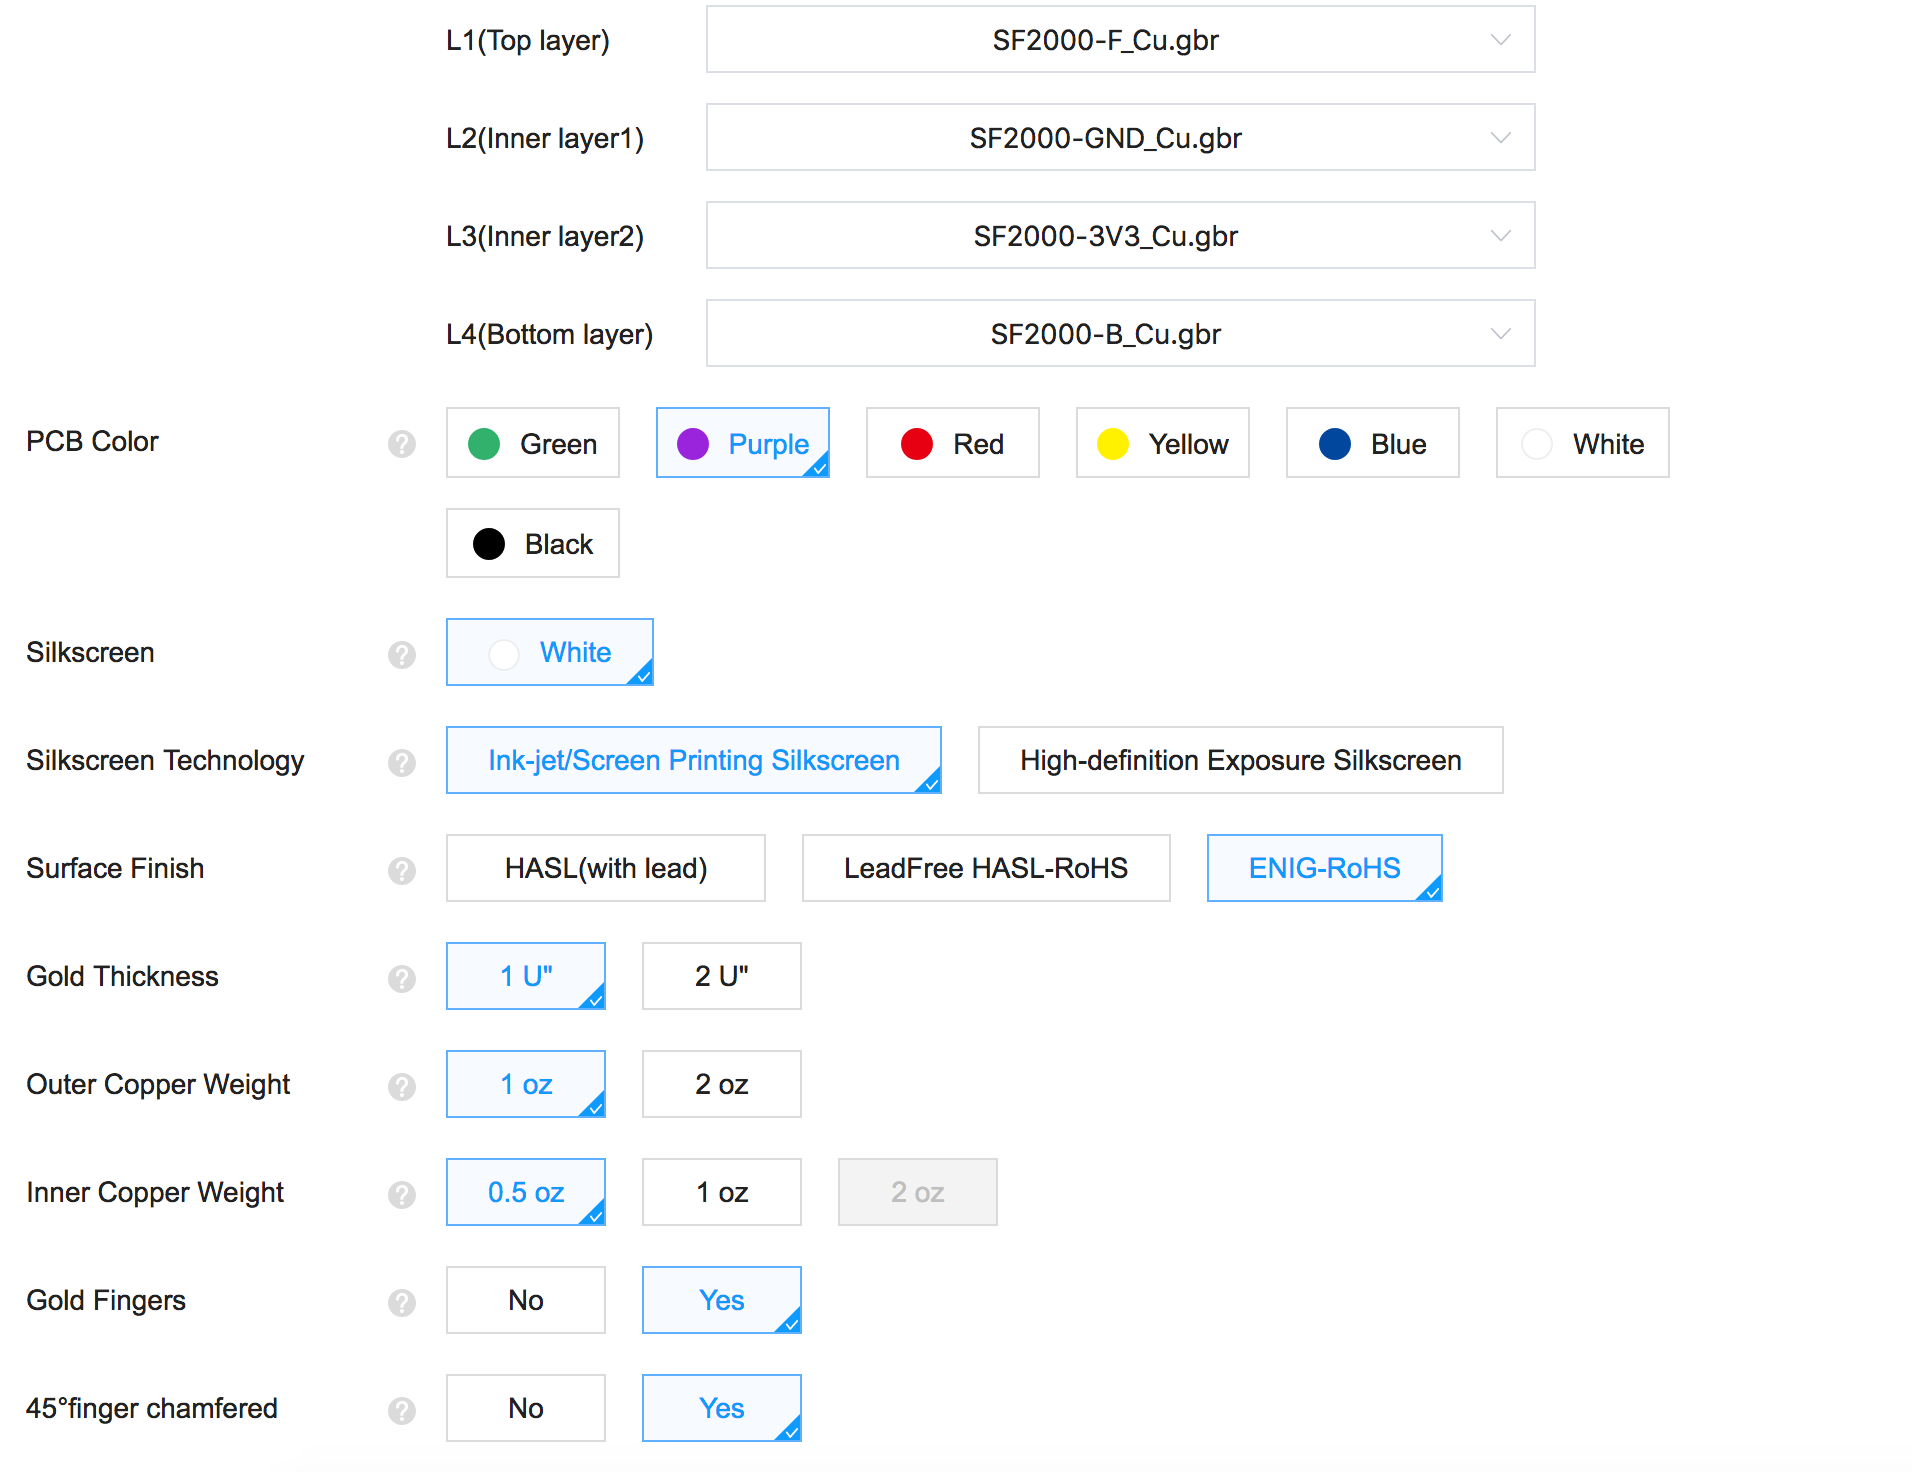 L1(Top layer) SF2000-F_Cu.gbr
L2(Inner layer1) SF2000-GND_Cu.gbr
L3(Inner layer2) SF2000-3V3_Cu.gbr
L4(Bottom layer) SF2000-B_Cu.gbr
PCB Color ? Green Purple Red Yellow Blue White
Black
Silkscreen ? White
Silkscreen Technology ? Ink-jet/Screen Printing Silkscreen High-definition Exposure Silkscreen
Surface Finish ? HASL(with lead) LeadFree HASL-RoHS ENIG-RoHS
Gold Thickness ? 1 U" 2 U"
Outer Copper Weight ? 1 oz 2 oz
Inner Copper Weight ? 0.5 oz 1 oz 2 oz
Gold Fingers ? No Yes
45°finger chamfered ? No Yes